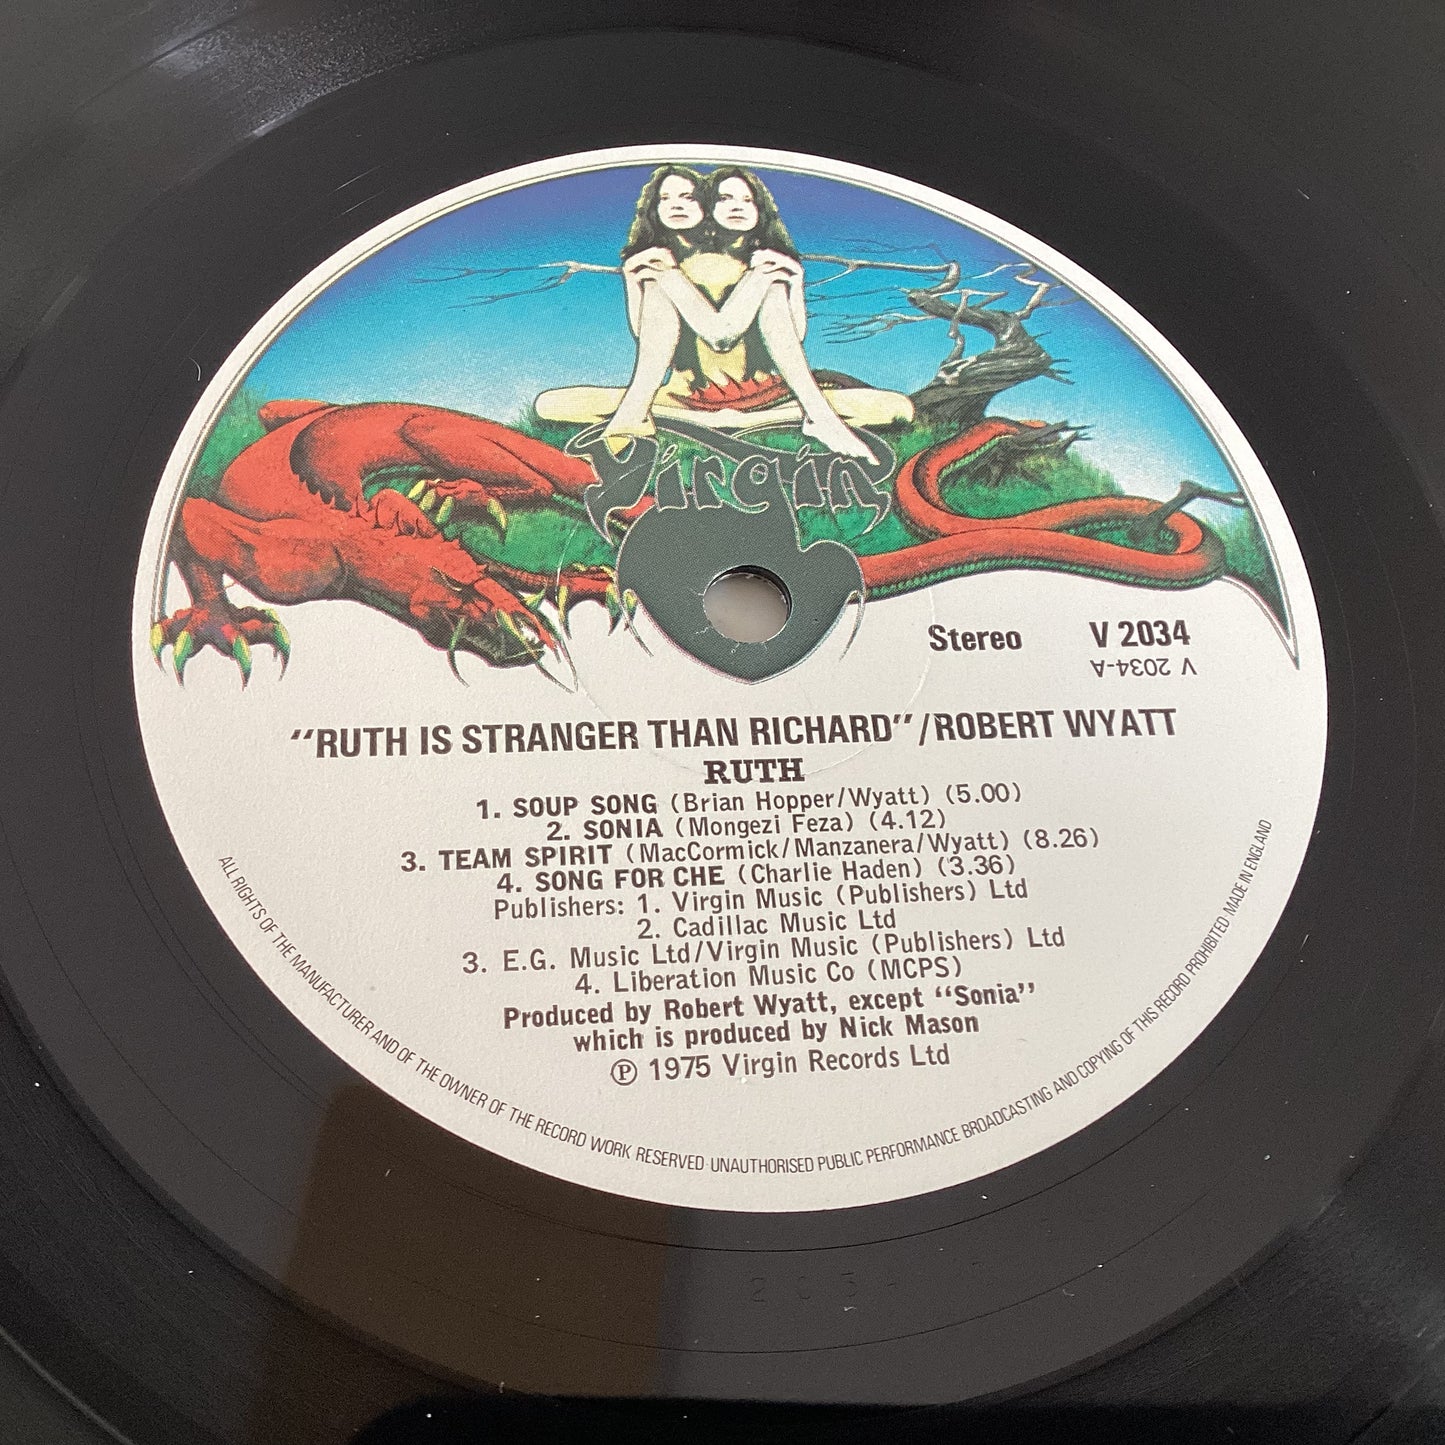 Virgin
Stereo V 2034
V 2034-A
"RUTH IS STRANGER THAN RICHARD"/ROBERT WYATT
RUTH
1. SOUP SONG (Brian Hopper/Wyatt) (5.00)
2. SONIA (Mongezi Feza) (4.12)
3. TEAM SPIRIT (MacCormick/Manzanera/Wyatt) (8.26)
4. SONG FOR CHE (Charlie Haden) (3.36)
Publishers: 1. Virgin Music (Publishers) Ltd
2. Cadillac Music Ltd
3. E.G. Music Ltd/Virgin Music (Publishers) Ltd
4. Liberation Music Co (MCPS)
Produced by Robert Wyatt, except "Sonia"
which is produced by Nick Mason
℗ 1975 Virgin Records Ltd
ALL RIGHTS OF THE MANUFACTURER AND OF THE OWNER OF THE RECORD WORK RESERVED · UNAUTHORISED PUBLIC PERFORMANCE BROADCASTING AND COPYING OF THIS RECORD PROHIBITED · MADE IN ENGLAND